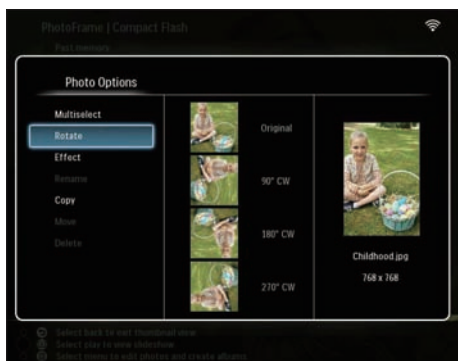 PhotoFrame | Compact Flash
Past memory
Photo Options
Multiselect
Rotate
Effect
Rename
Copy
Move
Delete
Original
90° CW
180° CW
270° CW
Childhood.jpg
768 x 768
Select back to exit thumbnail view
Select play to view slideshow
Select menu to edit photos and create albums